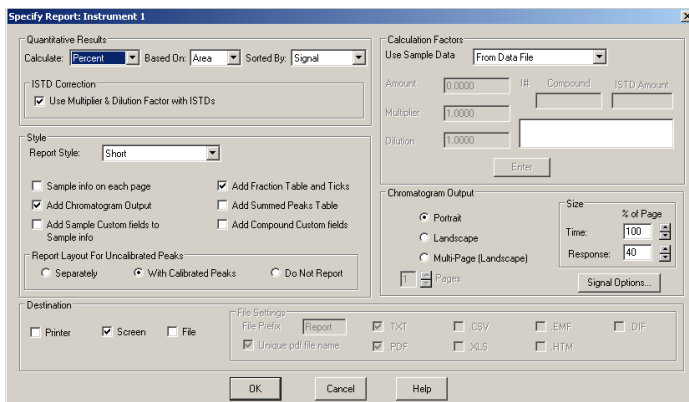 Specify Report: Instrument 1
Quantitative Results
Calculate: Percent Based On: Area Sorted By: Signal
ISTD Correction
Use Multiplier & Dilution Factor with ISTDs
Calculation Factors
Use Sample Data From Data File
Amount 0.0000 I# Compound ISTD Amount
Multiplier 1.0000
Dilution 1.0000
Enter
Style
Report Style: Short
Sample info on each page Add Fraction Table and Ticks
Add Chromatogram Output Add Summed Peaks Table
Add Sample Custom fields to Add Compound Custom fields
Sample info
Report Layout For Uncalibrated Peaks
Separately With Calibrated Peaks Do Not Report
Chromatogram Output
Portrait
Landscape
Multi-Page (Landscape)
1 Pages
Size
% of Page
Time: 100
Response: 40
Signal Options...
Destination
Printer Screen File
File Settings
File Prefix Report .TXT .CSV .EMF .DIF
Unique pdf file name .PDF .XLS .HTM
OK Cancel Help